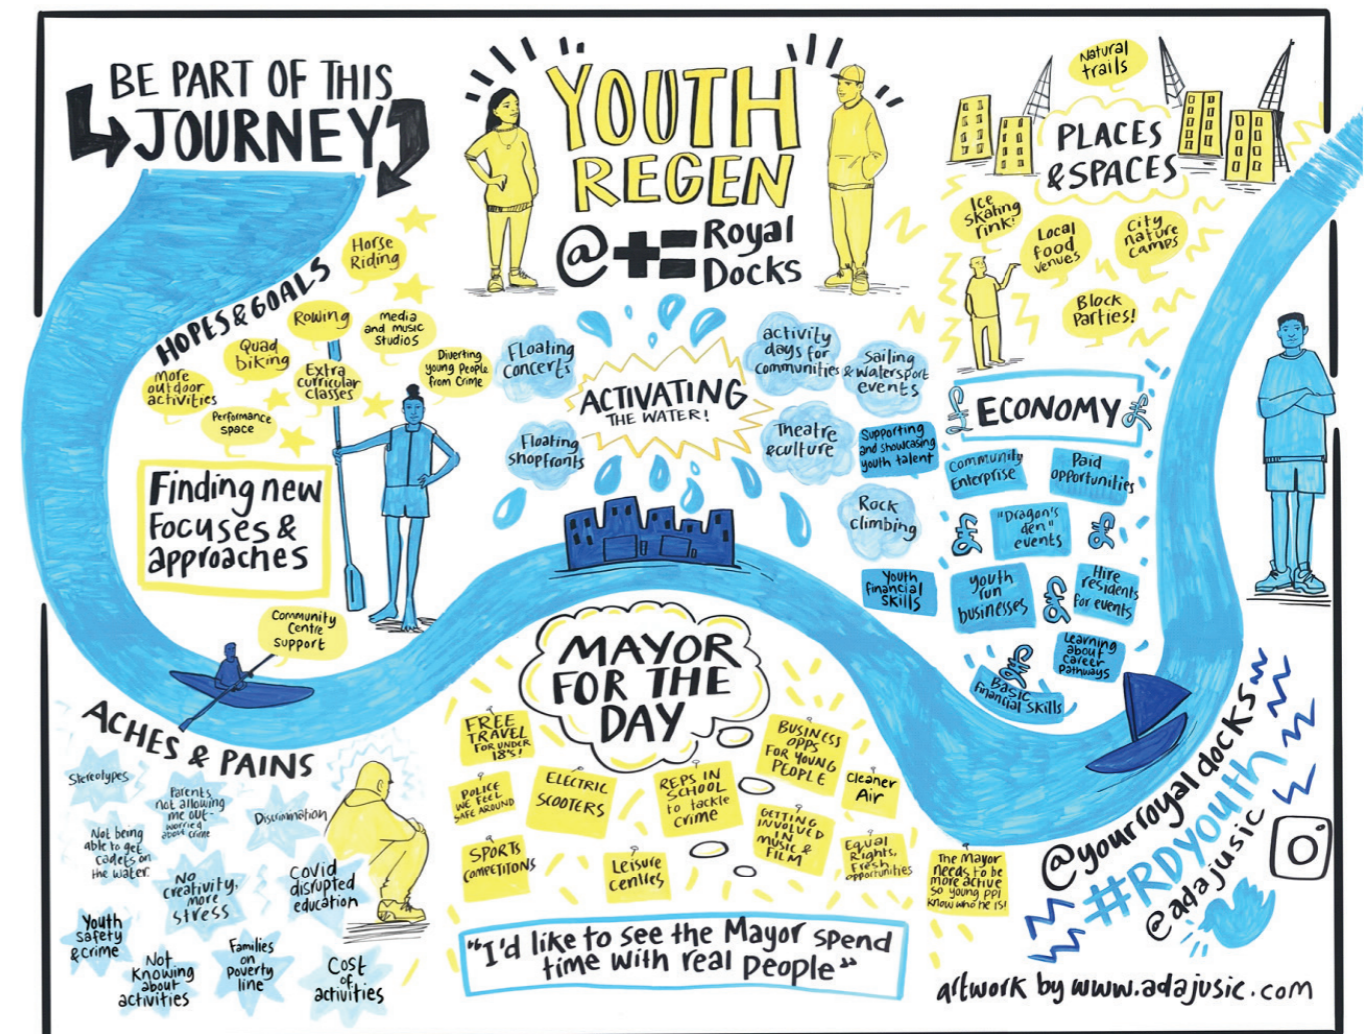 BE PART OF THIS
JOURNEY
YOUTH
REGEN
@ += Royal
Docks
HOPES & GOALS
Horse
Riding
Rowing
Media
and music
studios
Quad
biking
Diverting
young People
from Crime
More
outdoor
activities
Extra
curricular
classes
Performance
space
Finding new
Focuses &
approaches
Community
Centre
support
ACTIVATING
THE WATER!
Floating
concerts
Floating
shopfronts
activity
days for
communities
Sailing
& watersport
events
Theatre
& culture
Supporting
and showcasing
youth talent
Rock
climbing
Youth
financial
skills
Natural
trails
PLACES
& SPACES
Ice
skating
rink!
Local
food
venues
City
nature
camps
Block
Parties!
£ ECONOMY £
Community
Enterprise
Paid
opportunities
£
"Dragon's
den"
events
£
youth
run
businesses
£
Hire
residents
for events
Learning
about
career
pathways
£
Basic
financial skills
ACHES & PAINS
Stereotypes
Parents
not allowing
me out-
worried
about crime
Discrimination
Not being
able to get
cadets on
the water.
No
creativity,
more
stress
Covid
disrupted
education
Youth
safety
& crime
Not
knowing
about
activities
Families
on
poverty
line
Cost
of
activities
MAYOR
FOR THE
DAY
FREE
TRAVEL
FOR UNDER
18's!
POLICE
WE FEEL
SAFE AROUND
ELECTRIC
SCOOTERS
REPS IN
SCHOOL
to tackle
crime
BUSINESS
OPPS
FOR YOUNG
PEOPLE
Cleaner
Air
SPORTS
COMPETITIONS
Leisure
centres
GETTING
INVOLVED
IN
MUSIC &
FILM
Equal
Rights,
Fresh
opportunities
The Mayor
needs to be
more active
so young ppl
know who he is!
"I'd like to see the Mayor spend
time with real people"
@yourroyaldocks
#RDYouth
@adajusic
artwork by www.adajusic.com